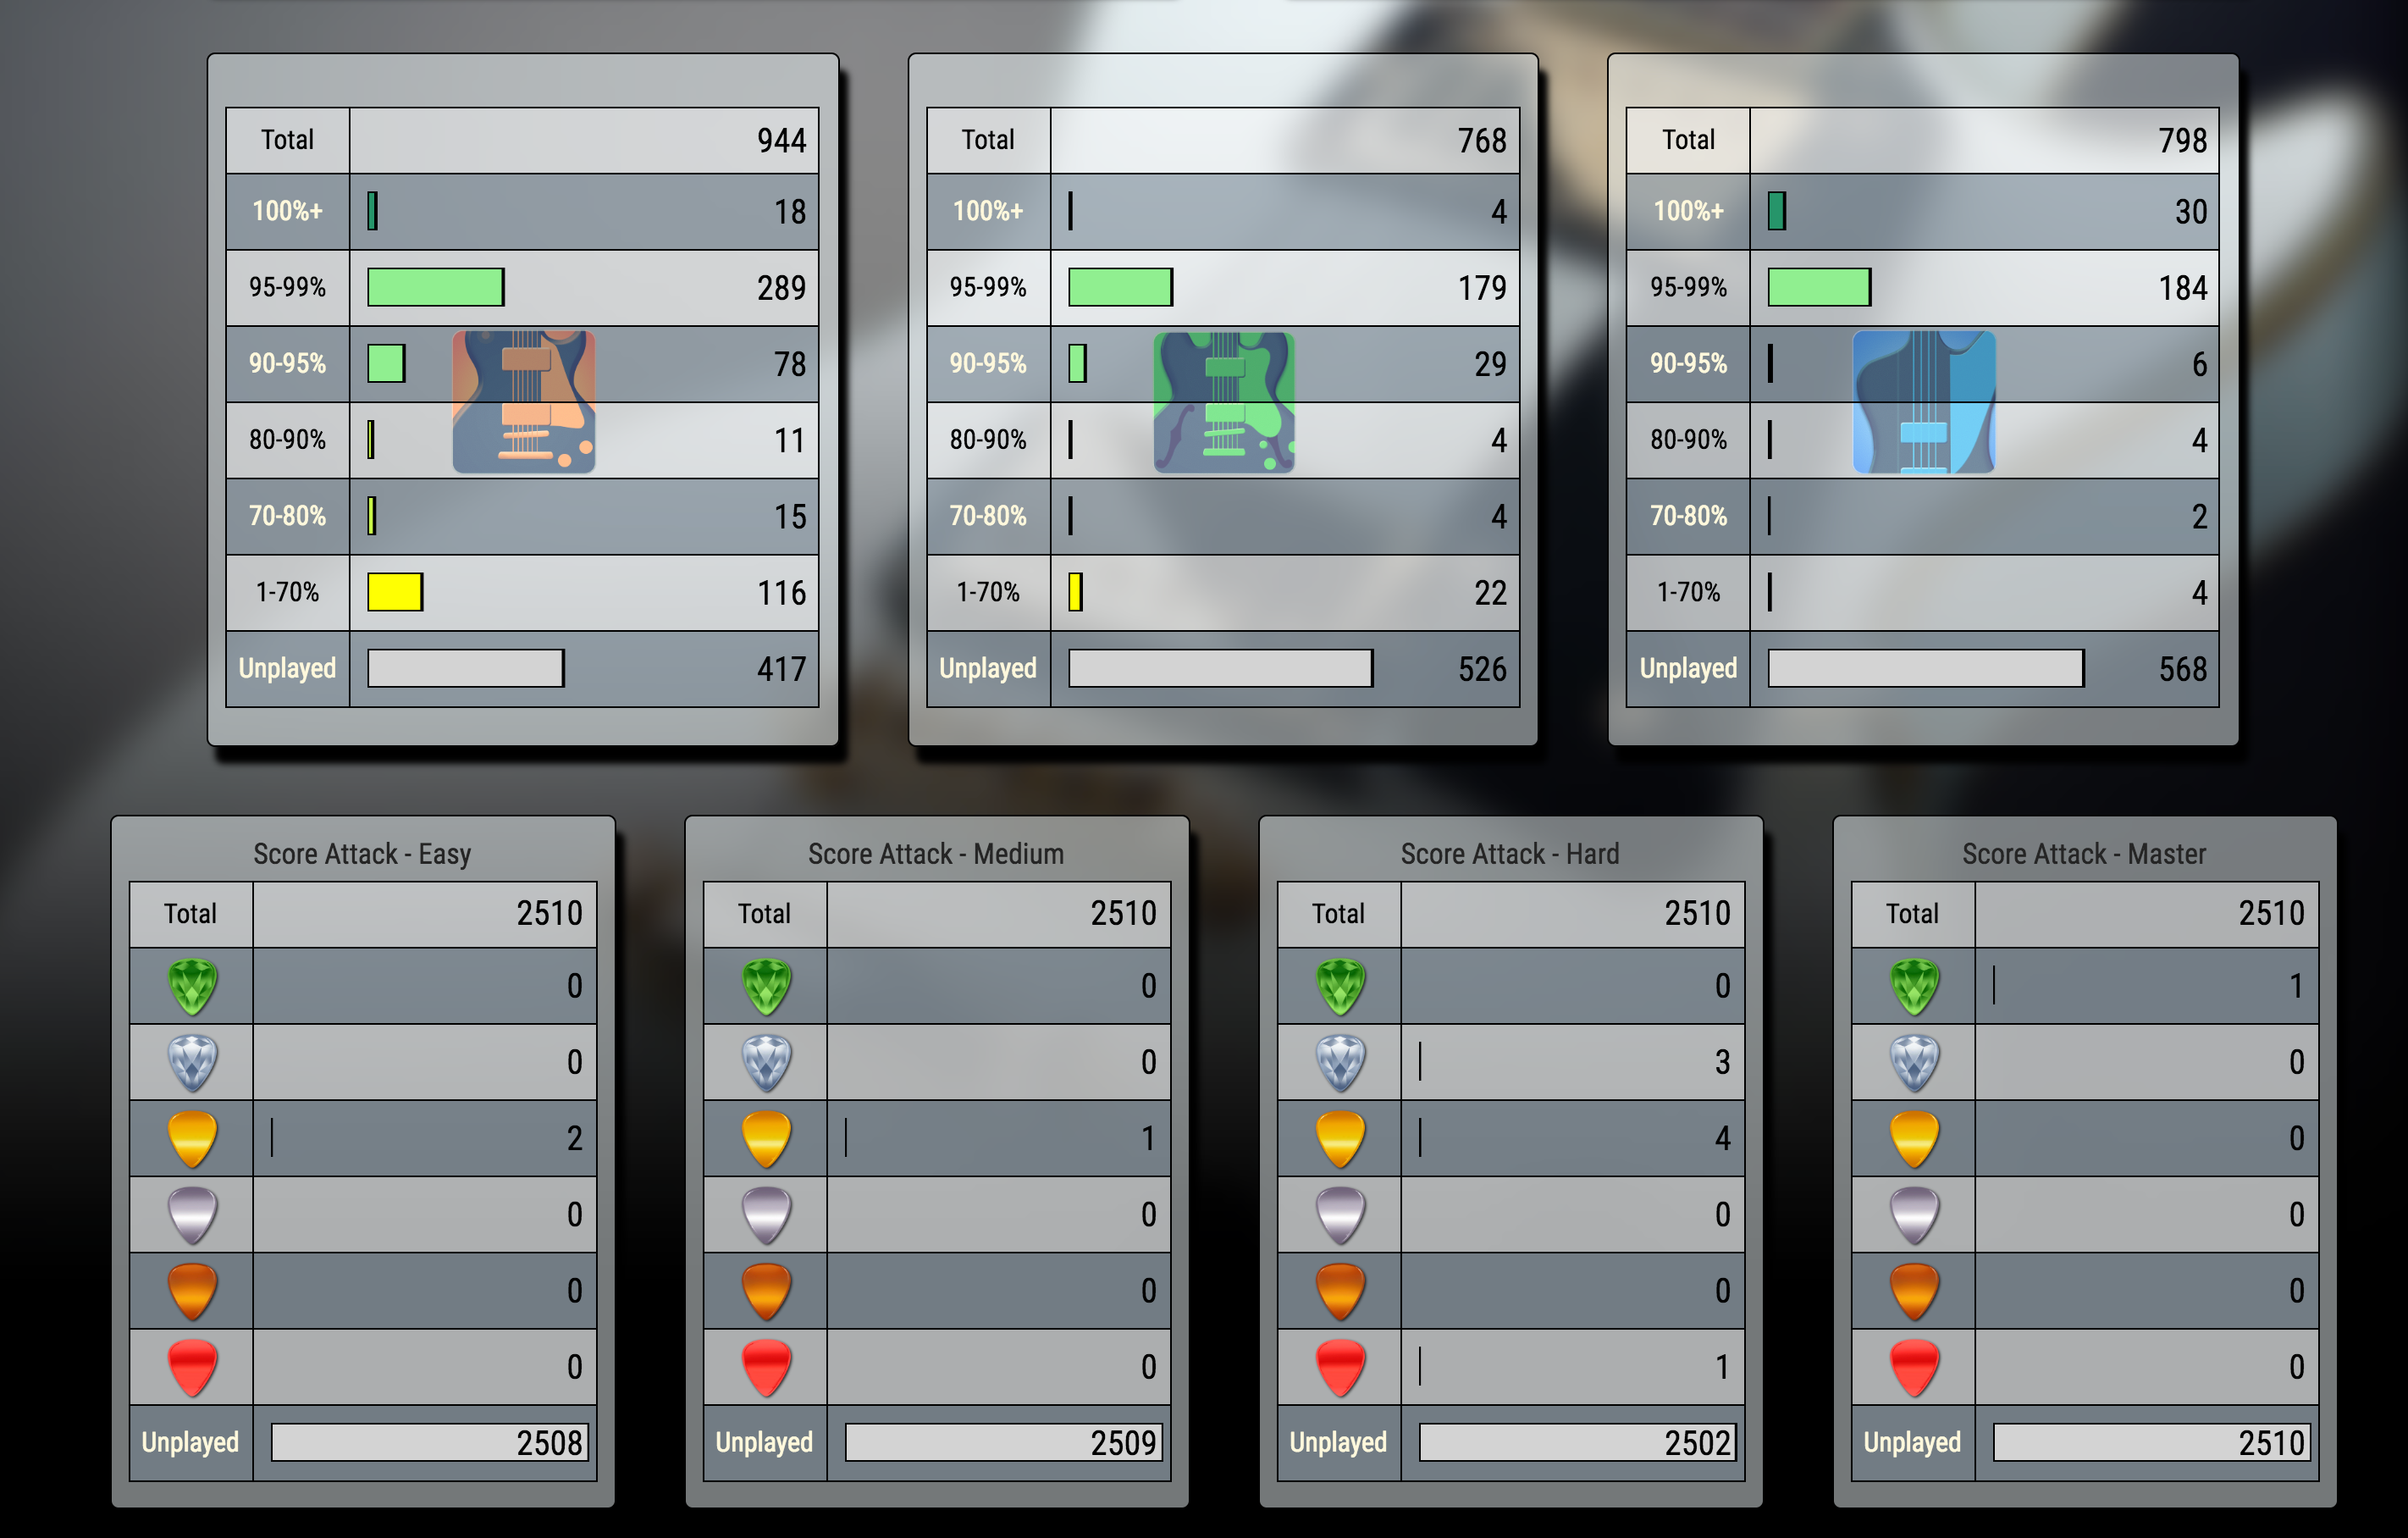 Total 944
100%+ 18
95-99% 289
90-95% 78
80-90% 11
70-80% 15
1-70% 116
Unplayed 417
Total 768
100%+ 4
95-99% 179
90-95% 29
80-90% 4
70-80% 4
1-70% 22
Unplayed 526
Total 798
100%+ 30
95-99% 184
90-95% 6
80-90% 4
70-80% 2
1-70% 4
Unplayed 568
Score Attack - Easy
Total 2510
0
0
2
0
0
0
Unplayed 2508
Score Attack - Medium
Total 2510
0
0
1
0
0
0
Unplayed 2509
Score Attack - Hard
Total 2510
0
3
4
0
0
1
Unplayed 2502
Score Attack - Master
Total 2510
1
0
0
0
0
0
Unplayed 2510